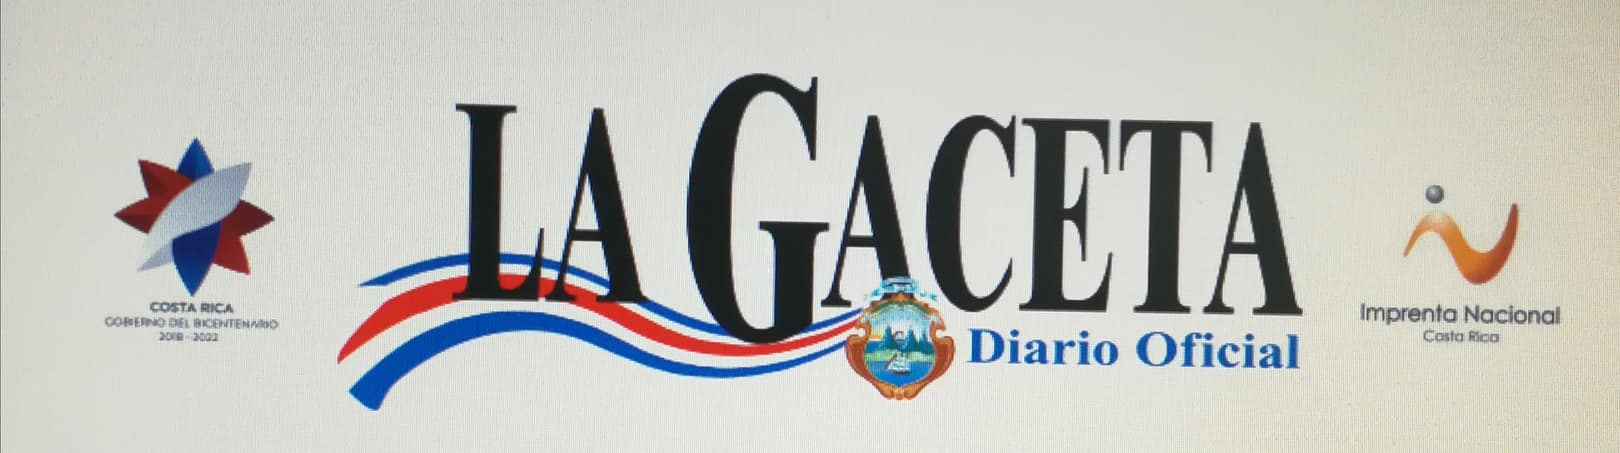 LA GACETA
Diario Oficial
COSTA RICA
GOBIERNO DEL BICENTENARIO
2018 - 2022
Imprenta Nacional
Costa Rica